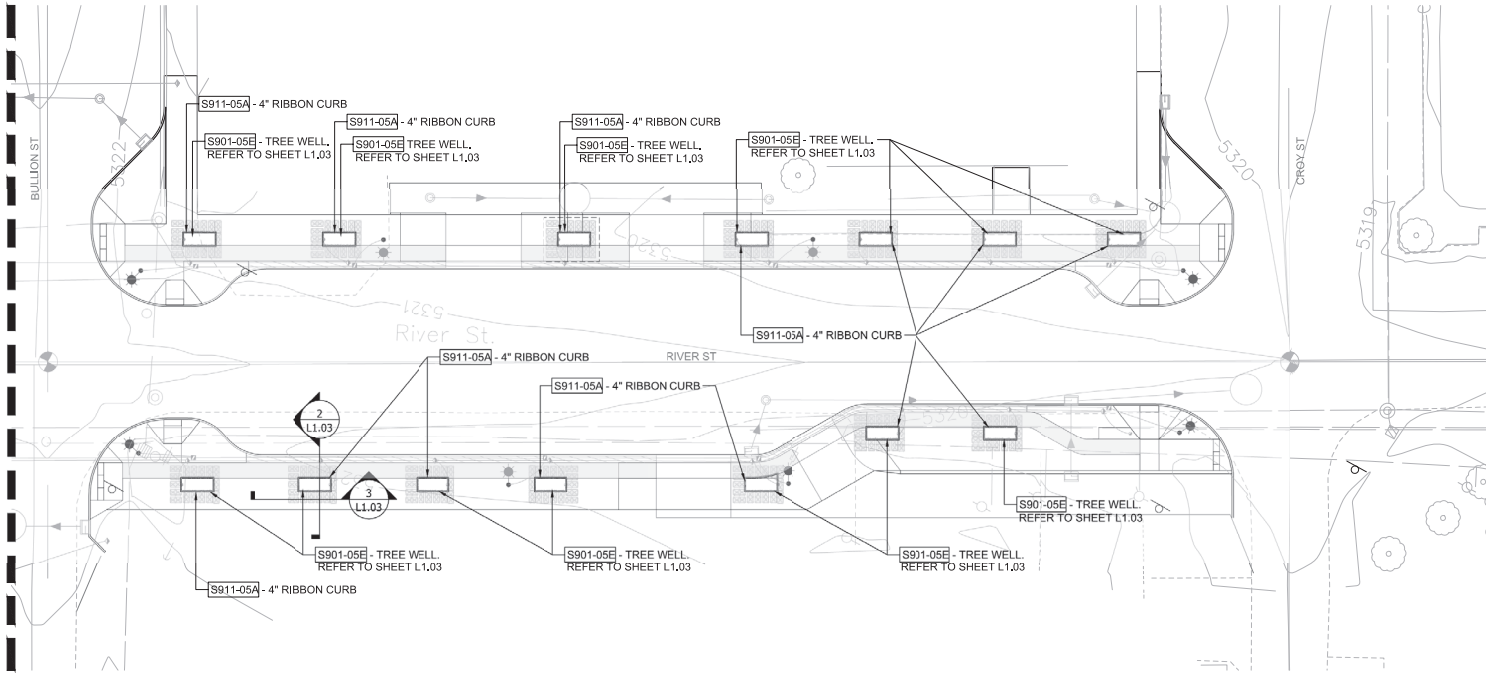 S911-05A - 4" RIBBON CURB
S901-05E - TREE WELL.
REFER TO SHEET L1.03
S911-05A - 4" RIBBON CURB
S901-05E TREE WELL.
REFER TO SHEET L1.03
S911-05A - 4" RIBBON CURB
S901-05E - TREE WELL.
REFER TO SHEET L1.03
S901-05E - TREE WELL.
REFER TO SHEET L1.03
BULLION ST
5322
5320
CROY ST
5319
5320
5321
River St.
S911-05A - 4" RIBBON CURB
S911-05A - 4" RIBBON CURB
RIVER ST
S911-05A - 4" RIBBON CURB
2
L1.03
5320
3
L1.03
S901-05E - TREE WELL.
REFER TO SHEET L1.03
S901-05E - TREE WELL.
REFER TO SHEET L1.03
S901-05E - TREE WELL.
REFER TO SHEET L1.03
S901-05E - TREE WELL.
REFER TO SHEET L1.03
S911-05A - 4" RIBBON CURB